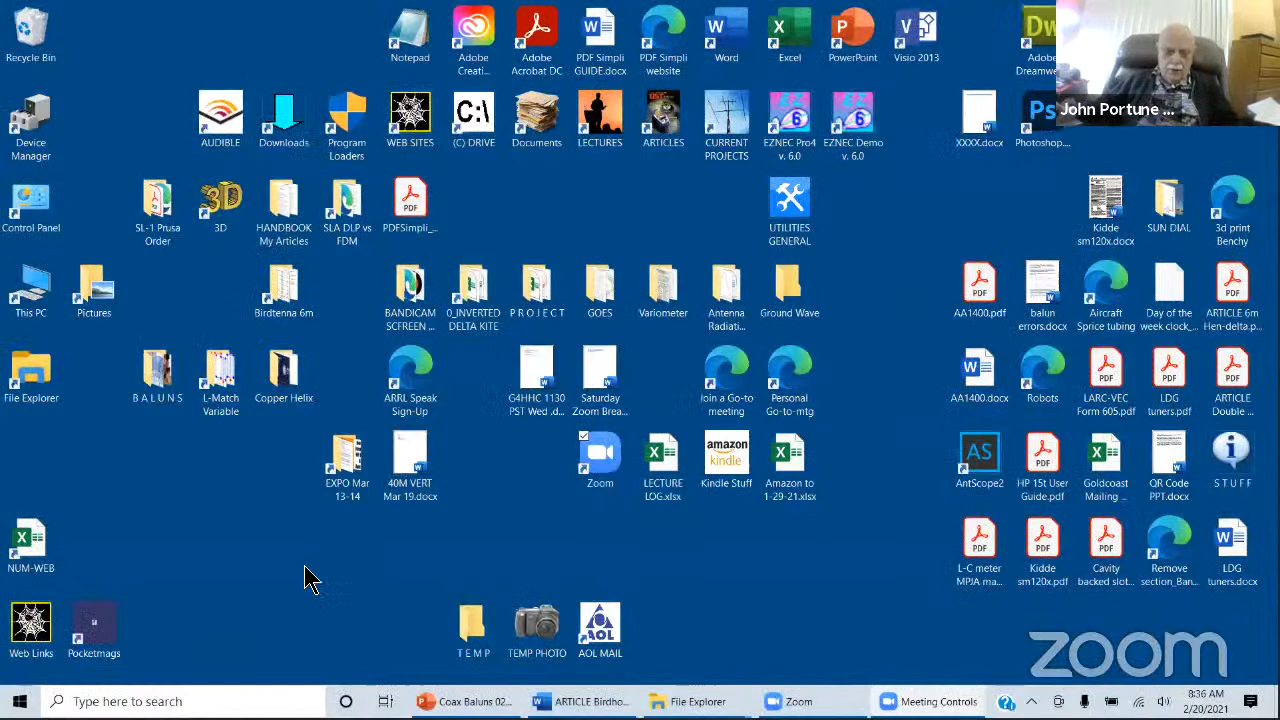 Recycle Bin
Notepad
Adobe
Creati...
Adobe
Acrobat DC
PDF Simpli
GUIDE.docx
PDF Simpli
website
Word
Excel
PowerPoint
Visio 2013
Adobe
Dreamwe...
John Portune ...
Device
Manager
AUDIBLE
Downloads
Program
Loaders
WEB SITES
C:\
(C) DRIVE
Documents
LECTURES
ARTICLES
CURRENT
PROJECTS
EZNEC Pro4
v. 6.0
EZNEC Demo
v. 6.0
XXXX.docx
Photoshop....
Control Panel
SL-1 Prusa
Order
3D
HANDBOOK
My Articles
SLA DLP vs
FDM
PDFSimpli_...
UTILITIES
GENERAL
Kidde
sm120x.docx
SUN DIAL
3d print
Benchy
This PC
Pictures
Birdtenna 6m
BANDICAM
SCFREEN ...
0_INVERTED
DELTA KITE
P R O J E C T
GOES
Variometer
Antenna
Radiati...
Ground Wave
AA1400.pdf
balun
errors.docx
Aircraft
Sprice tubing
Day of the
week clock_...
ARTICLE 6m
Hen-delta.p...
File Explorer
B A L U N S
L-Match
Variable
Copper Helix
ARRL Speak
Sign-Up
G4HHC 1130
PST Wed .d...
Saturday
Zoom Brea...
Join a Go-to
meeting
Personal
Go-to-mtg
AA1400.docx
Robots
LARC-VEC
Form 605.pdf
LDG
tuners.pdf
ARTICLE
Double ...
EXPO Mar
13-14
40M VERT
Mar 19.docx
Zoom
LECTURE
LOG.xlsx
amazon
kindle
Kindle Stuff
Amazon to
1-29-21.xlsx
AS
AntScope2
HP 15t User
Guide.pdf
Goldcoast
Mailing ...
QR Code
PPT.docx
S T U F F
NUM-WEB
L-C meter
MPJA ma...
Kidde
sm120x.pdf
Cavity
backed slot...
Remove
section_Ban...
LDG
tuners.docx
Web Links
Pocketmags
T E M P
TEMP PHOTO
AOL
AOL MAIL
zoom
Type here to search
Coax Baluns 02...
ARTICLE Birdho...
File Explorer
Zoom
Meeting Controls
8:36 AM
2/20/2021